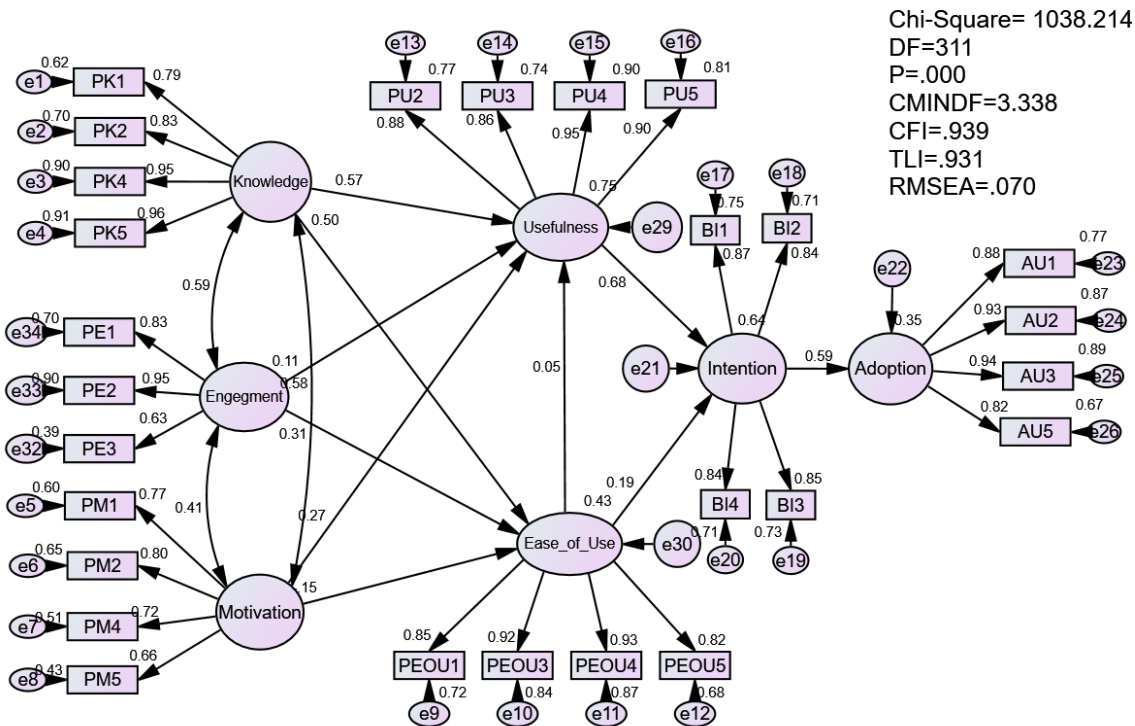 Chi-Square= 1038.214
DF=311
P=.000
CMINDF=3.338
CFI=.939
TLI=.931
RMSEA=.070
e13
e14
e15
e16
0.77
0.74
0.90
0.81
PU2
PU3
PU4
PU5
0.88
0.86
0.95
0.90
e1
0.62
PK1
0.79
e2
0.70
PK2
0.83
e3
0.90
PK4
0.95
e4
0.91
PK5
0.96
Knowledge
0.57
0.50
0.75
Usefulness
e29
0.68
e17
e18
0.75
0.71
BI1
BI2
0.87
0.84
0.59
e34
0.70
PE1
0.83
e33
0.90
PE2
0.95
e32
0.39
PE3
0.63
Engegment
0.11
0.58
0.31
0.05
e21
0.64
Intention
0.59
e22
0.35
Adoption
0.88
AU1
0.77
e23
0.93
AU2
0.87
e24
0.94
AU3
0.89
e25
0.82
AU5
0.67
e26
0.41
0.27
0.19
0.43
e5
0.60
PM1
0.77
e6
0.65
PM2
0.80
e7
0.51
PM4
0.72
e8
0.43
PM5
0.66
Motivation
.15
Ease_of_Use
e30
0.84
0.85
BI4
BI3
0.71
0.73
e20
e19
0.85
0.92
0.93
0.82
PEOU1
PEOU3
PEOU4
PEOU5
0.72
0.84
0.87
0.68
e9
e10
e11
e12